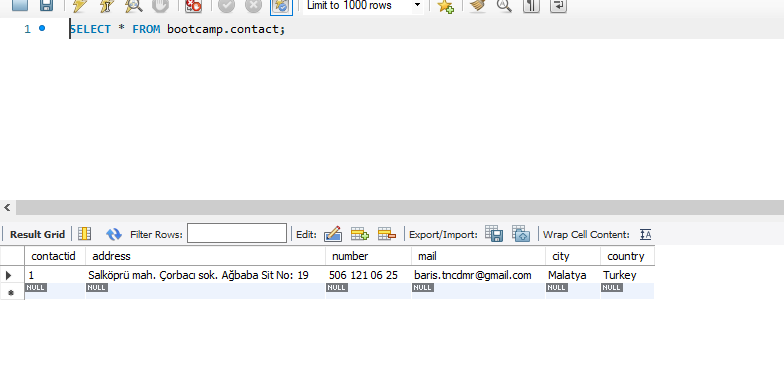 Limit to 1000 rows
1 SELECT * FROM bootcamp.contact;
Result Grid Filter Rows: Edit: Export/Import: Wrap Cell Content:
contactid address number mail city country
1 Salköprü mah. Çorbacı sok. Ağbaba Sit No: 19 506 121 06 25 baris.tncdmr@gmail.com Malatya Turkey
NULL NULL NULL NULL NULL NULL